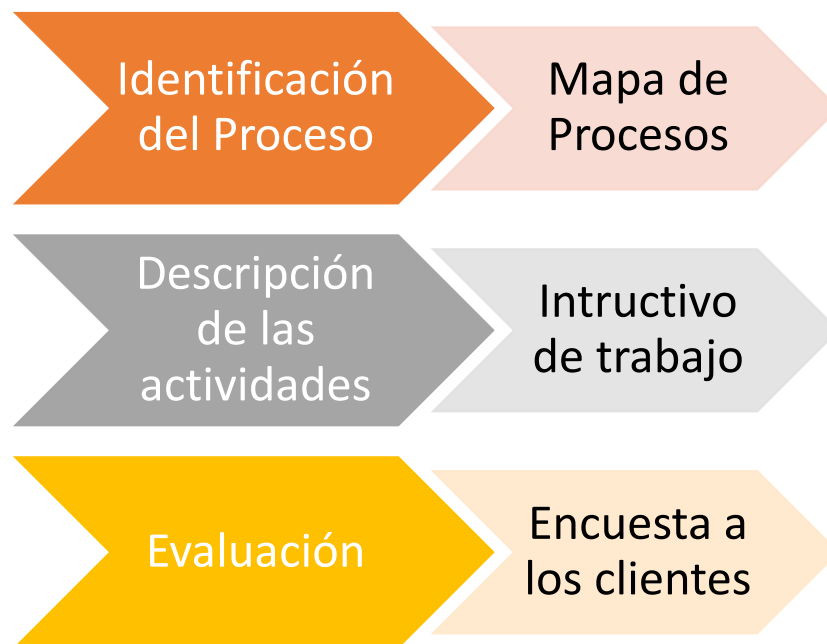 Identificación
del Proceso
Mapa de
Procesos
Descripción
de las
actividades
Intructivo
de trabajo
Evaluación
Encuesta a
los clientes